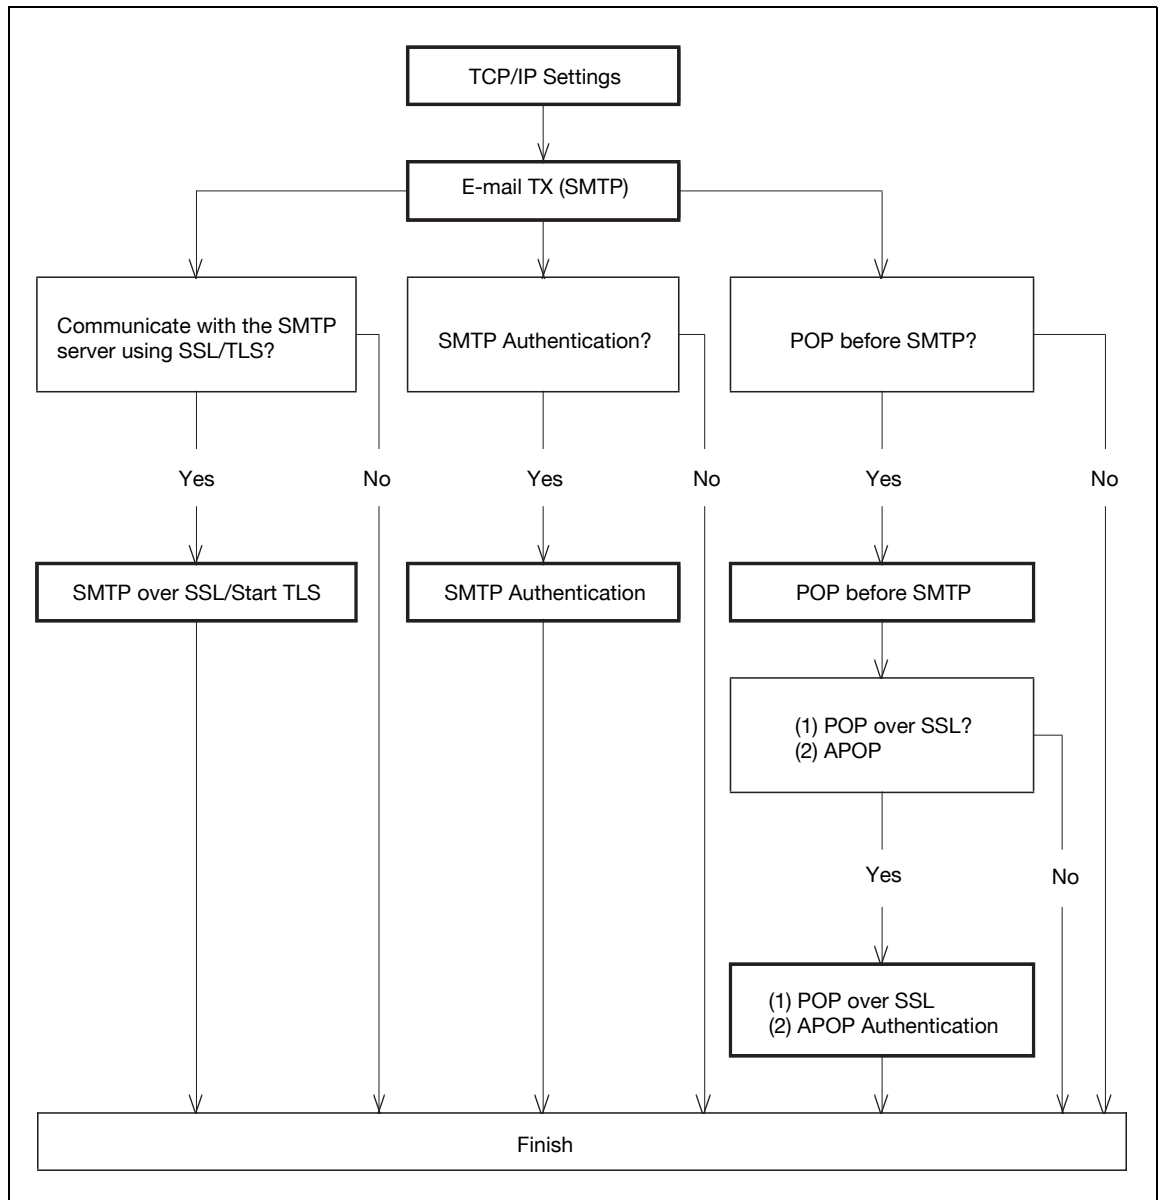 TCP/IP Settings
E-mail TX (SMTP)
Communicate with the SMTP
server using SSL/TLS?
SMTP Authentication?
POP before SMTP?
Yes
No
Yes
No
Yes
No
SMTP over SSL/Start TLS
SMTP Authentication
POP before SMTP
(1) POP over SSL?
(2) APOP
Yes
No
(1) POP over SSL
(2) APOP Authentication
Finish